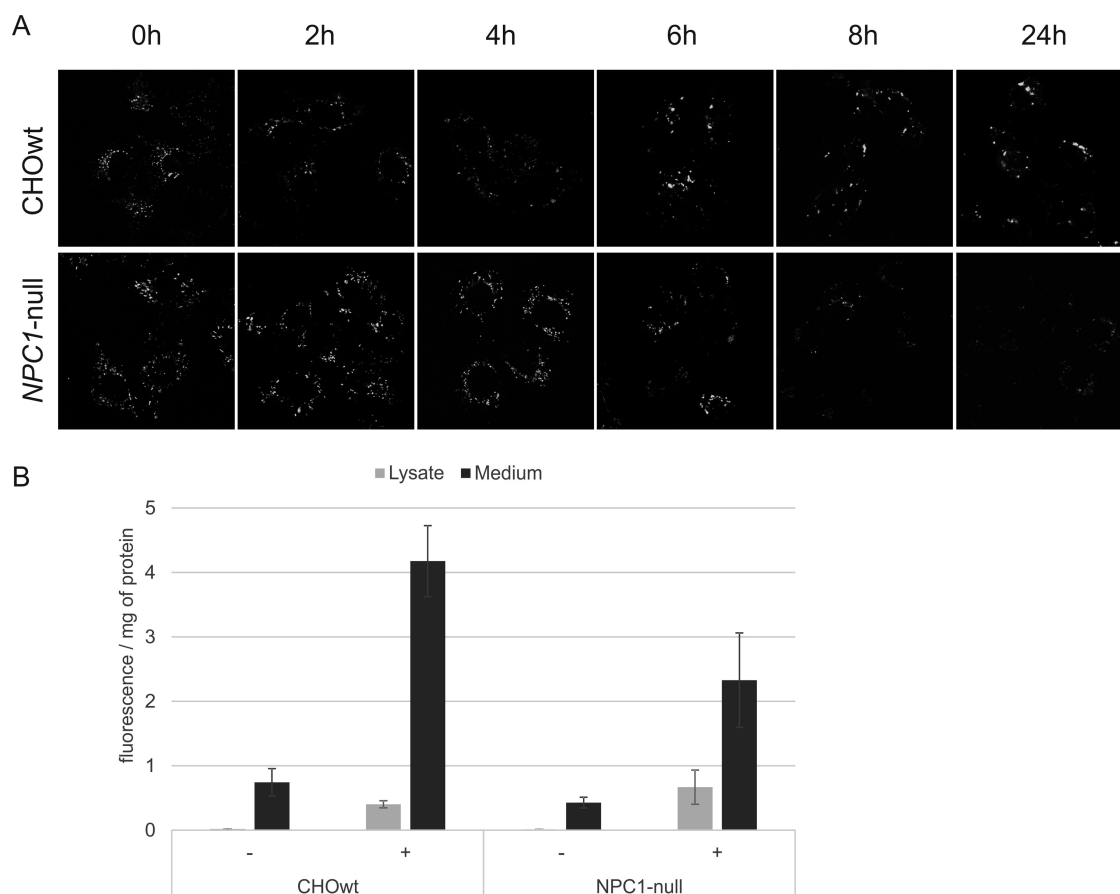 A
0h 2h 4h 6h 8h 24h
CHOwt
NPC1-null
B
Lysate Medium
fluorescence / mg of protein
5
4
3
2
1
0
- + - +
CHOwt NPC1-null